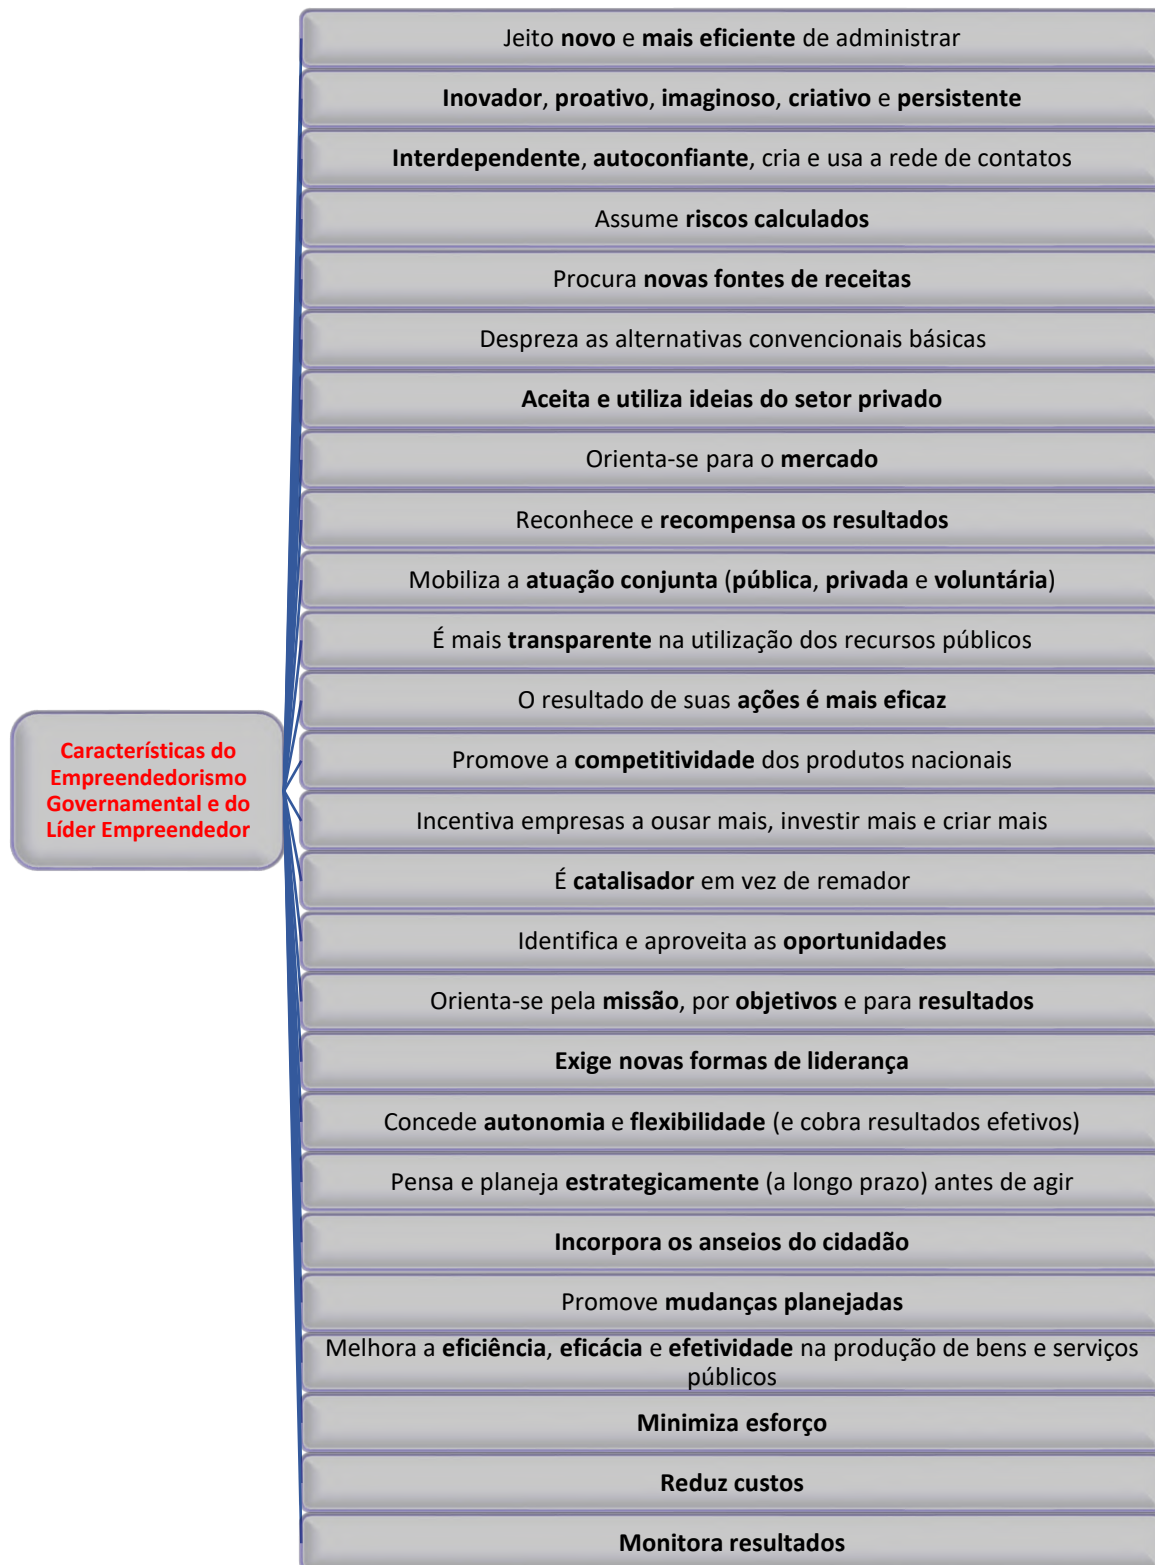 Jeito novo e mais eficiente de administrar
Inovador, proativo, imaginoso, criativo e persistente
Interdependente, autoconfiante, cria e usa a rede de contatos
Assume riscos calculados
Procura novas fontes de receitas
Despreza as alternativas convencionais básicas
Aceita e utiliza ideias do setor privado
Orienta-se para o mercado
Reconhece e recompensa os resultados
Mobiliza a atuação conjunta (pública, privada e voluntária)
É mais transparente na utilização dos recursos públicos
O resultado de suas ações é mais eficaz
Características do
Empreendedorismo
Governamental e do
Líder Empreendedor
Promove a competitividade dos produtos nacionais
Incentiva empresas a ousar mais, investir mais e criar mais
É catalisador em vez de remador
Identifica e aproveita as oportunidades
Orienta-se pela missão, por objetivos e para resultados
Exige novas formas de liderança
Concede autonomia e flexibilidade (e cobra resultados efetivos)
Pensa e planeja estrategicamente (a longo prazo) antes de agir
Incorpora os anseios do cidadão
Promove mudanças planejadas
Melhora a eficiência, eficácia e efetividade na produção de bens e serviços
públicos
Minimiza esforço
Reduz custos
Monitora resultados